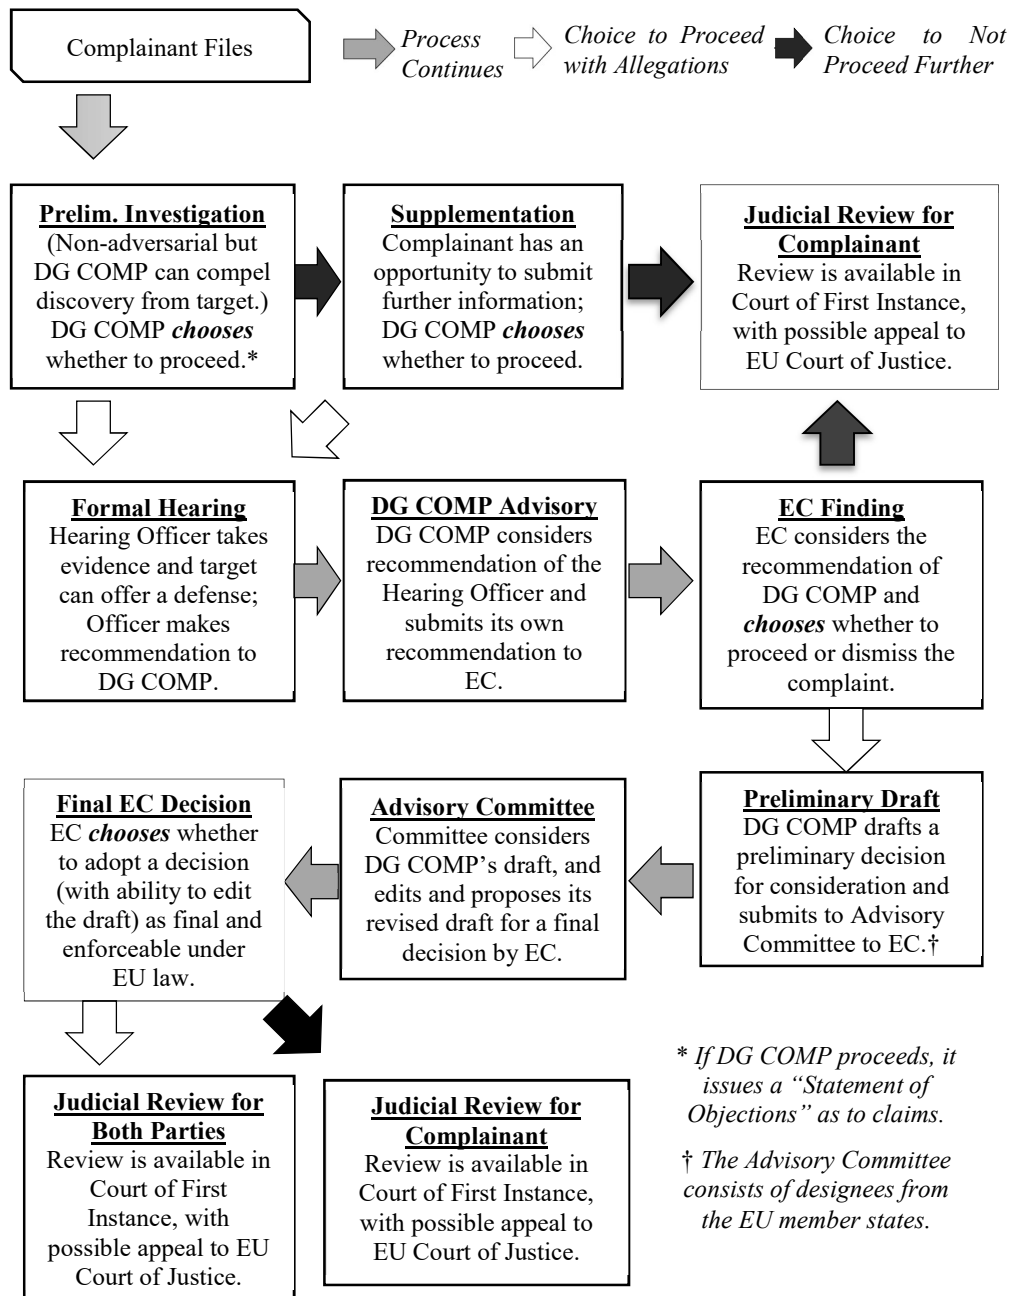 Complainant Files
Process
Continues
Choice to Proceed
with Allegations
Choice to Not
Proceed Further
Prelim. Investigation
(Non-adversarial but
DG COMP can compel
discovery from target.)
DG COMP chooses
whether to proceed.*
Supplementation
Complainant has an
opportunity to submit
further information;
DG COMP chooses
whether to proceed.
Judicial Review for
Complainant
Review is available in
Court of First Instance,
with possible appeal to
EU Court of Justice.
Formal Hearing
Hearing Officer takes
evidence and target
can offer a defense;
Officer makes
recommendation to
DG COMP.
DG COMP Advisory
DG COMP considers
recommendation of the
Hearing Officer and
submits its own
recommendation to
EC.
EC Finding
EC considers the
recommendation of
DG COMP and
chooses whether to
proceed or dismiss the
complaint.
Final EC Decision
EC chooses whether
to adopt a decision
(with ability to edit
the draft) as final and
enforceable under
EU law.
Advisory Committee
Committee considers
DG COMP’s draft, and
edits and proposes its
revised draft for a final
decision by EC.
Preliminary Draft
DG COMP drafts a
preliminary decision
for consideration and
submits to Advisory
Committee to EC.†
Judicial Review for
Both Parties
Review is available in
Court of First
Instance, with
possible appeal to EU
Court of Justice.
Judicial Review for
Complainant
Review is available in
Court of First Instance,
with possible appeal to
EU Court of Justice.
* If DG COMP proceeds, it
issues a “Statement of
Objections” as to claims.
† The Advisory Committee
consists of designees from
the EU member states.